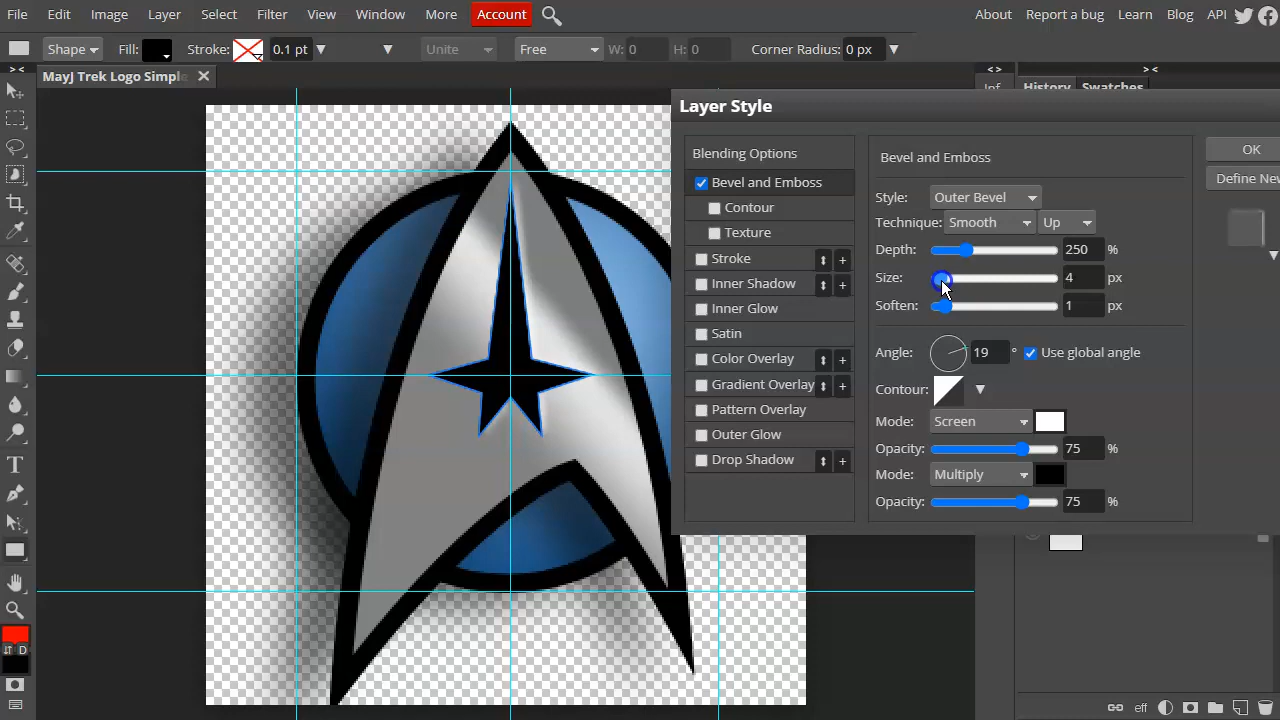 File Edit Image Layer Select Filter View Window More Account About Report a bug Learn Blog API
Shape Fill: Stroke: 0.1 pt Unite Free W: 0 H: 0 Corner Radius: 0 px
> < < > > <
MayJ Trek Logo Simple Inf History Swatches
Layer Style
Blending Options
Bevel and Emboss
Contour
Texture
Stroke
Inner Shadow
Inner Glow
Satin
Color Overlay
Gradient Overlay
Pattern Overlay
Outer Glow
Drop Shadow
Bevel and Emboss
Style: Outer Bevel
Technique: Smooth Up
Depth: 250 %
Size: 4 px
Soften: 1 px
Angle: 19 ° Use global angle
Contour:
Mode: Screen
Opacity: 75 %
Mode: Multiply
Opacity: 75 %
OK
Define New
T
D
eff